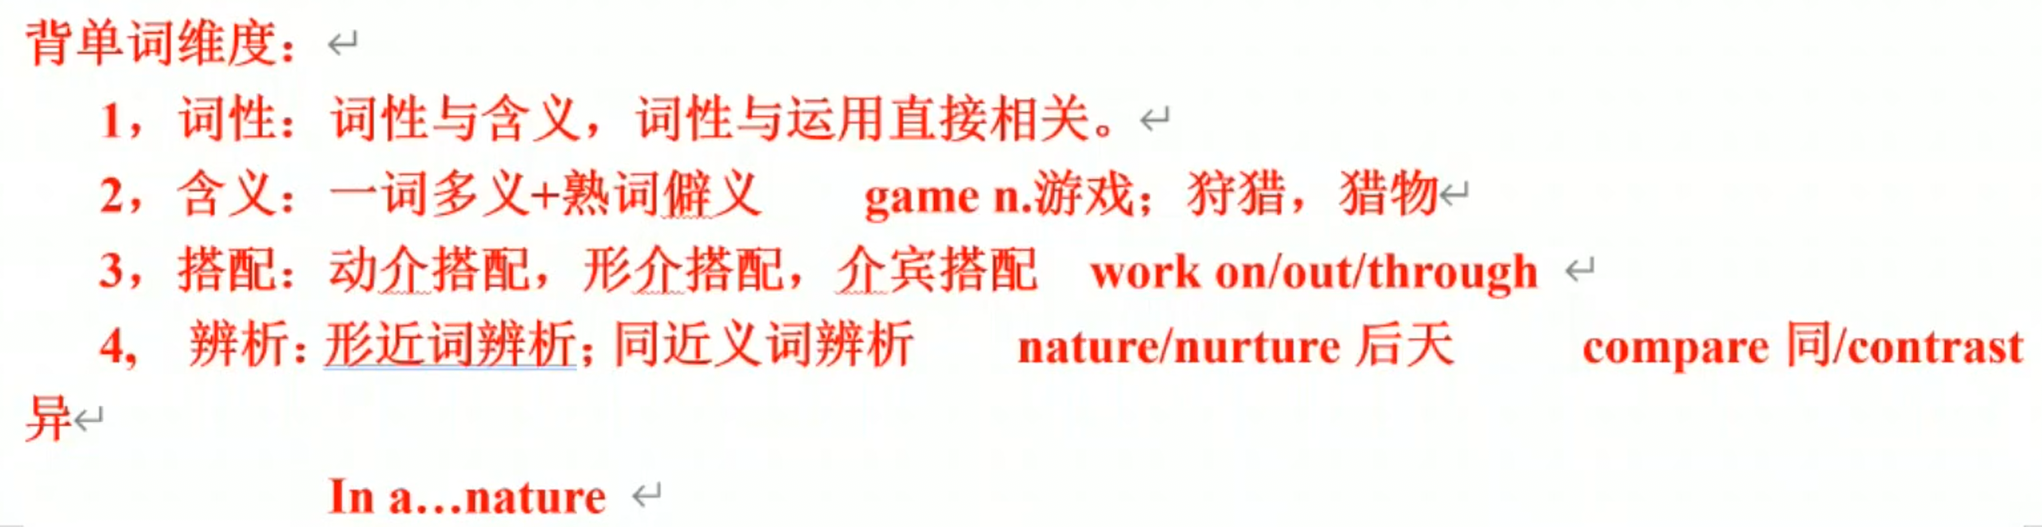 背单词维度：
1，词性：词性与含义，词性与运用直接相关。
2，含义：一词多义+熟词僻义 game n.游戏；狩猎，猎物
3，搭配：动介搭配，形介搭配，介宾搭配 work on/out/through
4, 辨析：形近词辨析；同近义词辨析 nature/nurture 后天 compare 同/contrast
异
In a…nature